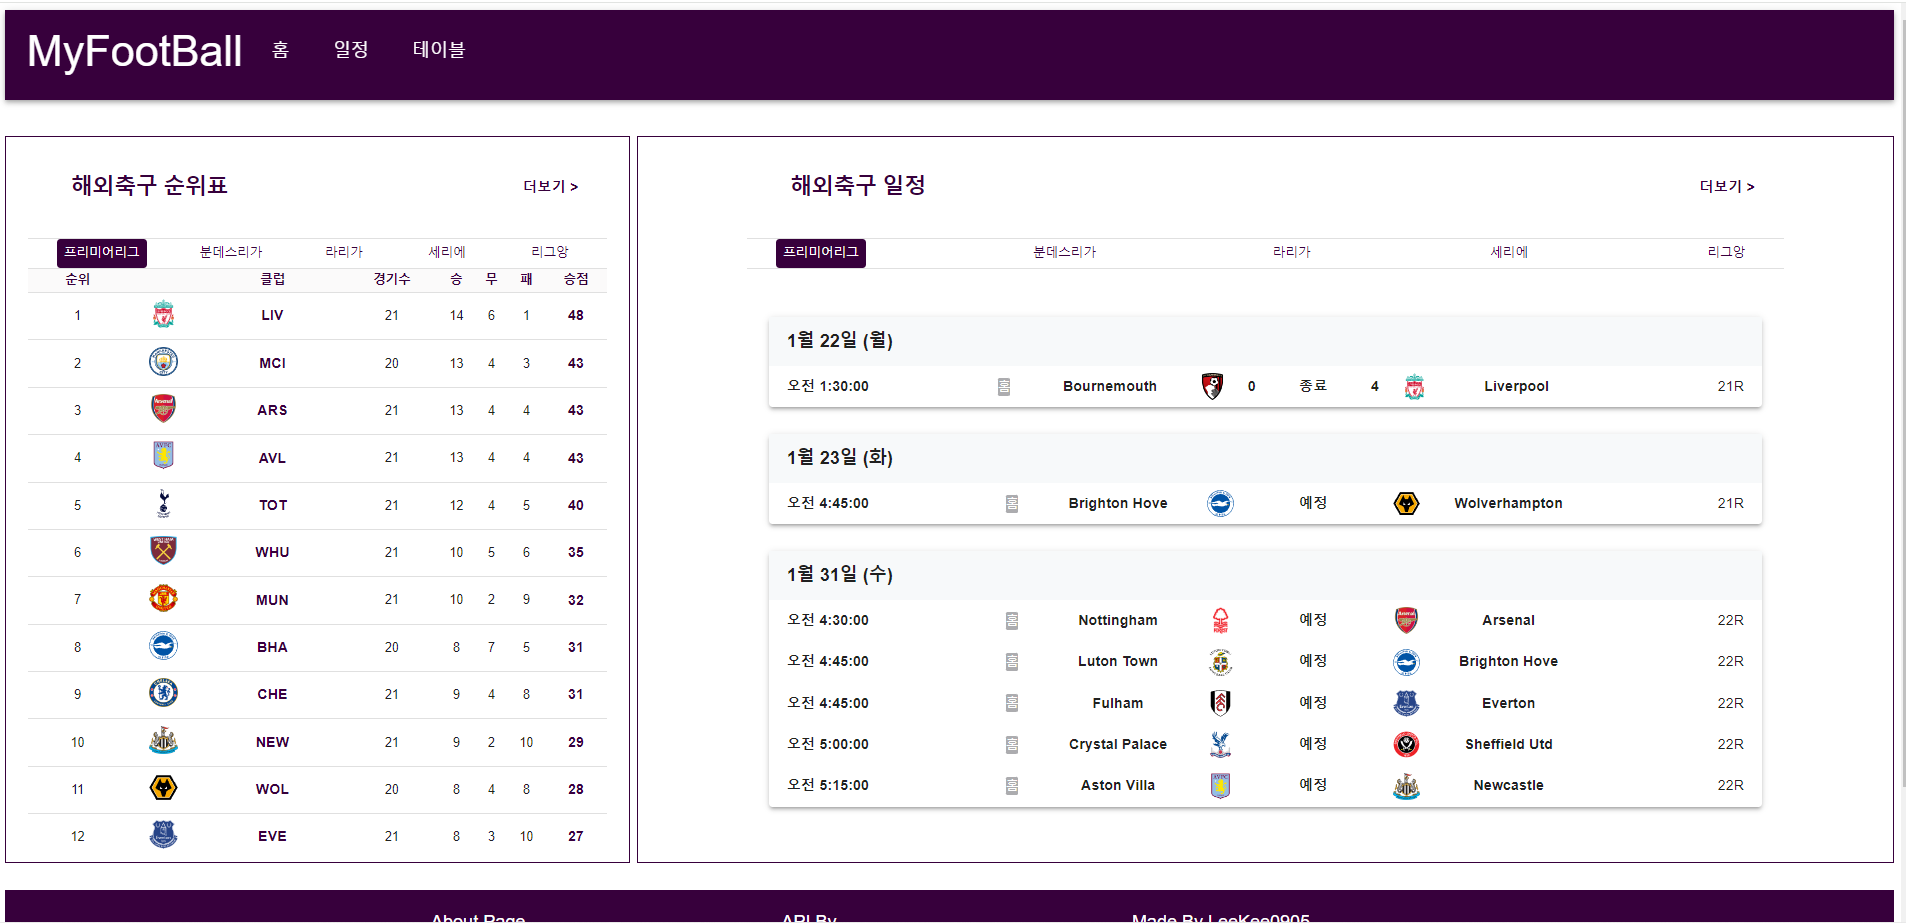 MyFootBall 홈 일정 테이블
해외축구 순위표 더보기 >
프리미어리그 분데스리가 라리가 세리에 리그앙
순위 클럽 경기수 승 무 패 승점
1 LIV 21 14 6 1 48
2 MCI 20 13 4 3 43
3 ARS 21 13 4 4 43
4 AVL 21 13 4 4 43
5 TOT 21 12 4 5 40
6 WHU 21 10 5 6 35
7 MUN 21 10 2 9 32
8 BHA 20 8 7 5 31
9 CHE 21 9 4 8 31
10 NEW 21 9 2 10 29
11 WOL 20 8 4 8 28
12 EVE 21 8 3 10 27
해외축구 일정 더보기 >
프리미어리그 분데스리가 라리가 세리에 리그앙
1월 22일 (월)
오전 1:30:00 홈 Bournemouth 0 종료 4 Liverpool 21R
1월 23일 (화)
오전 4:45:00 홈 Brighton Hove 예정 Wolverhampton 21R
1월 31일 (수)
오전 4:30:00 홈 Nottingham 예정 Arsenal 22R
오전 4:45:00 홈 Luton Town 예정 Brighton Hove 22R
오전 4:45:00 홈 Fulham 예정 Everton 22R
오전 5:00:00 홈 Crystal Palace 예정 Sheffield Utd 22R
오전 5:15:00 홈 Aston Villa 예정 Newcastle 22R
About Page API By Made By LeeKee0905